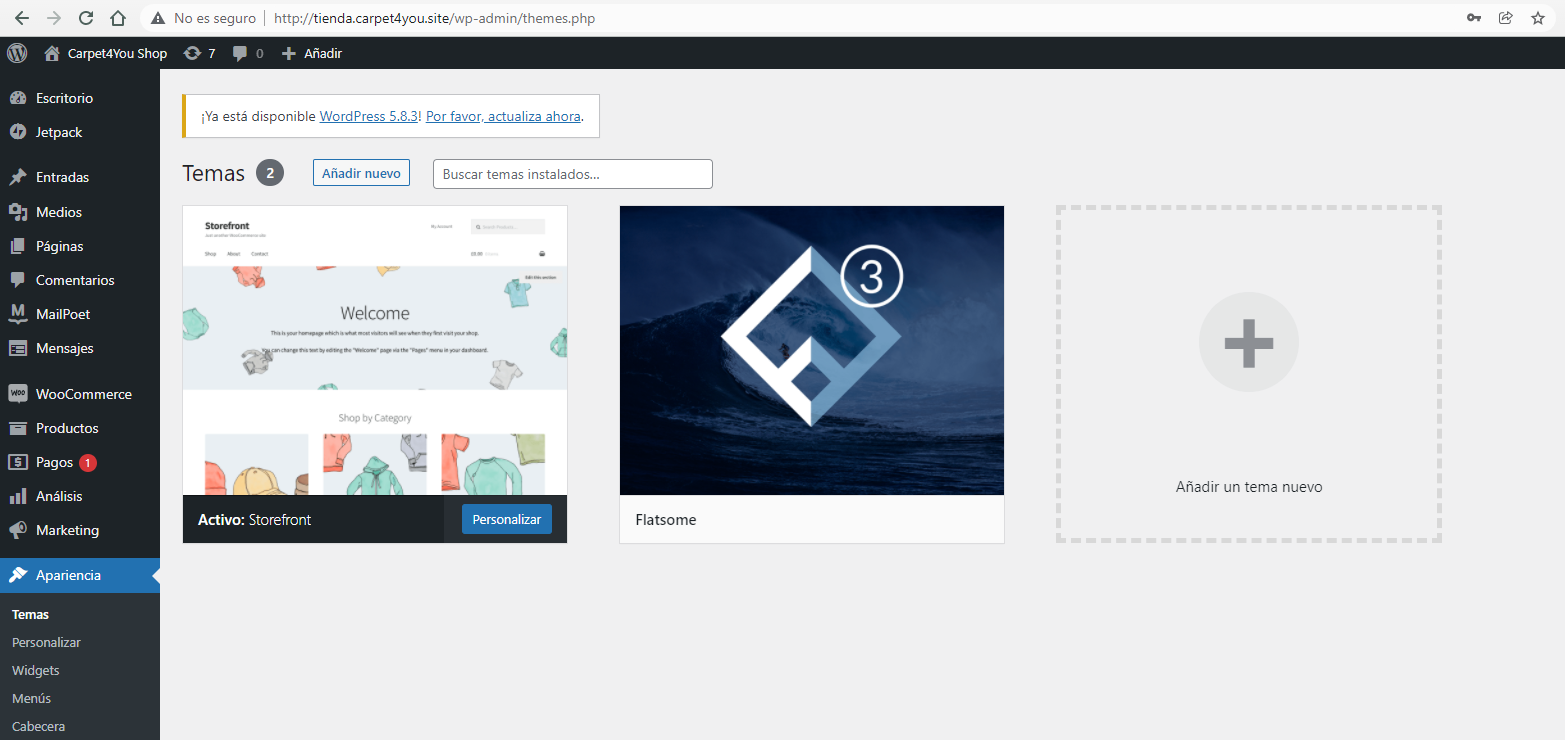 No es seguro | http://tienda.carpet4you.site/wp-admin/themes.php
Carpet4You Shop 7 0 Añadir
Escritorio
Jetpack
Entradas
Medios
Páginas
Comentarios
MailPoet
Mensajes
WooCommerce
Productos
Pagos 1
Análisis
Marketing
Apariencia
Temas
Personalizar
Widgets
Menús
Cabecera
¡Ya está disponible WordPress 5.8.3! Por favor, actualiza ahora.
Temas 2 Añadir nuevo Buscar temas instalados...
Storefront
My Account Search Products...
Shop About Contact
£0.00
Edit this section
Welcome
This is your homepage which is what most visitors will see when they first visit your shop.
You can change this text by editing the "Welcome" page via the "Pages" menu in your dashboard.
Shop by Category
Activo: Storefront Personalizar
3
Flatsome
Añadir un tema nuevo